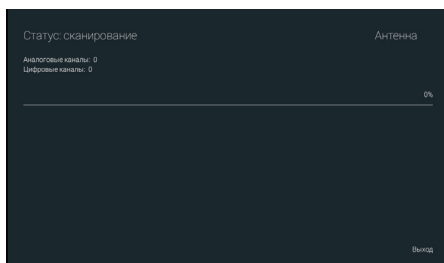 Статус: сканирование
Антенна
Аналоговые каналы: 0
Цифровые каналы: 0
0%
Выход